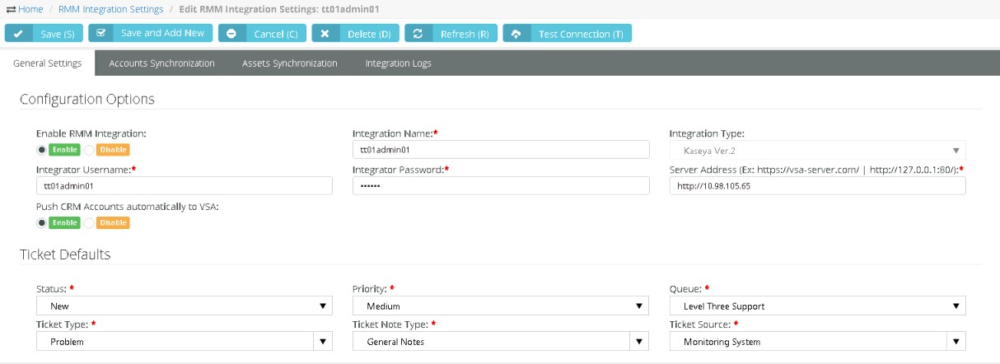 Home / RMM Integration Settings / Edit RMM Integration Settings: tt01admin01
Save (S) Save and Add New Cancel (C) Delete (D) Refresh (R) Test Connection (T)
General Settings Accounts Synchronization Assets Synchronization Integration Logs
Configuration Options
Enable RMM Integration: Integration Name:* Integration Type:
Enable Disable tt01admin01 Kaseya Ver.2
Integrator Username:* Integrator Password:* Server Address (Ex: https://vsa-server.com/ | http://127.0.0.1:80/):*
tt01admin01 •••••• http://10.98.105.65
Push CRM Accounts automatically to VSA:
Enable Disable
Ticket Defaults
Status: * Priority: * Queue: *
New Medium Level Three Support
Ticket Type: * Ticket Note Type: * Ticket Source: *
Problem General Notes Monitoring System